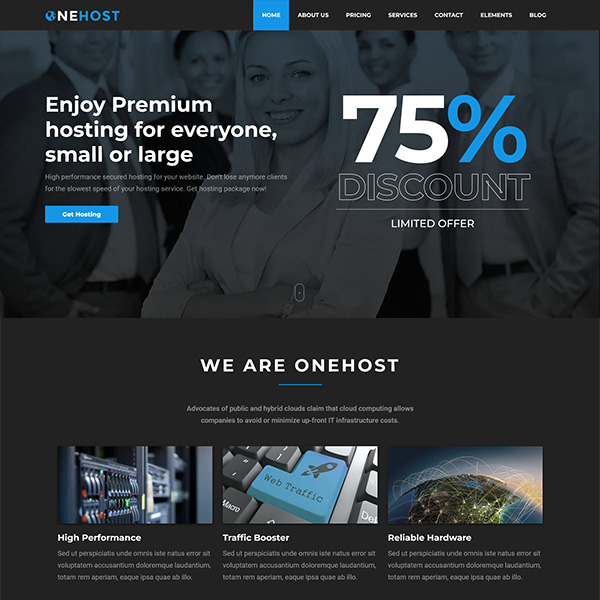 ONEHOST
HOME ABOUT US PRICING SERVICES CONTACT ELEMENTS BLOG
Enjoy Premium
hosting for everyone,
small or large
High performance secured hosting for your website. Don't lose anymore clients
for the slowest speed of your hosting service. Get hosting package now!
Get Hosting
75%
DISCOUNT
LIMITED OFFER
WE ARE ONEHOST
Advocates of public and hybrid clouds claim that cloud computing allows
companies to avoid or minimize up-front IT infrastructure costs.
Web Traffic
Macro
Del
High Performance
Sed ut perspiciatis unde omnis iste natus error sit
voluptatem accusantium doloremque laudantium,
totam rem aperiam, eaque ipsa quae ab illo.
Traffic Booster
Sed ut perspiciatis unde omnis iste natus error sit
voluptatem accusantium doloremque laudantium,
totam rem aperiam, eaque ipsa quae ab illo.
Reliable Hardware
Sed ut perspiciatis unde omnis iste natus error sit
voluptatem accusantium doloremque laudantium,
totam rem aperiam, eaque ipsa quae ab illo.